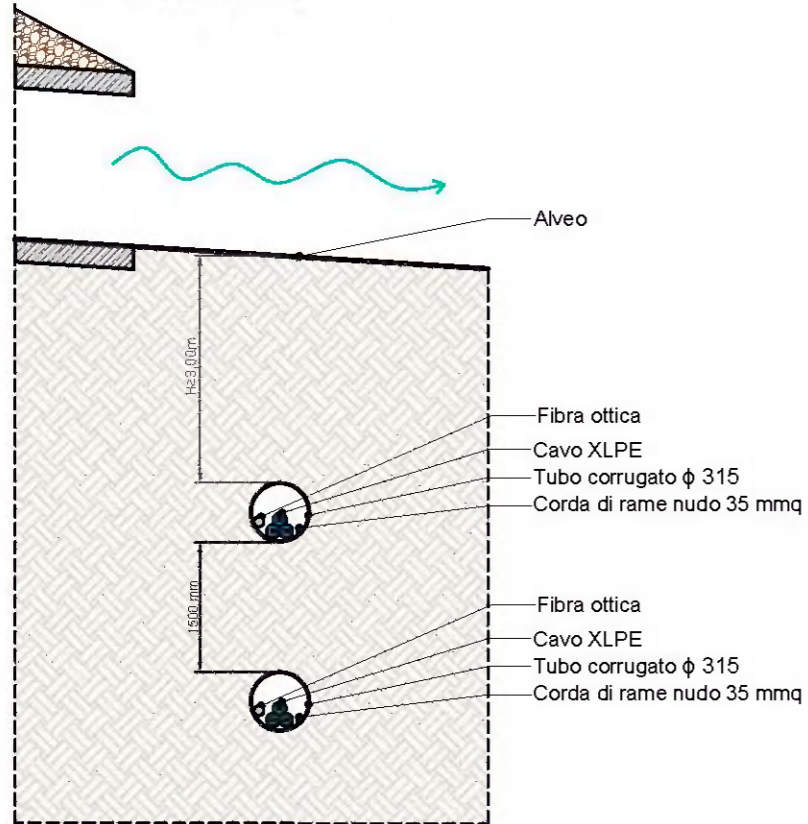 Alveo
H≥3,00m
Fibra ottica
Cavo XLPE
Tubo corrugato ϕ 315
Corda di rame nudo 35 mmq
1500 mm
Fibra ottica
Cavo XLPE
Tubo corrugato ϕ 315
Corda di rame nudo 35 mmq